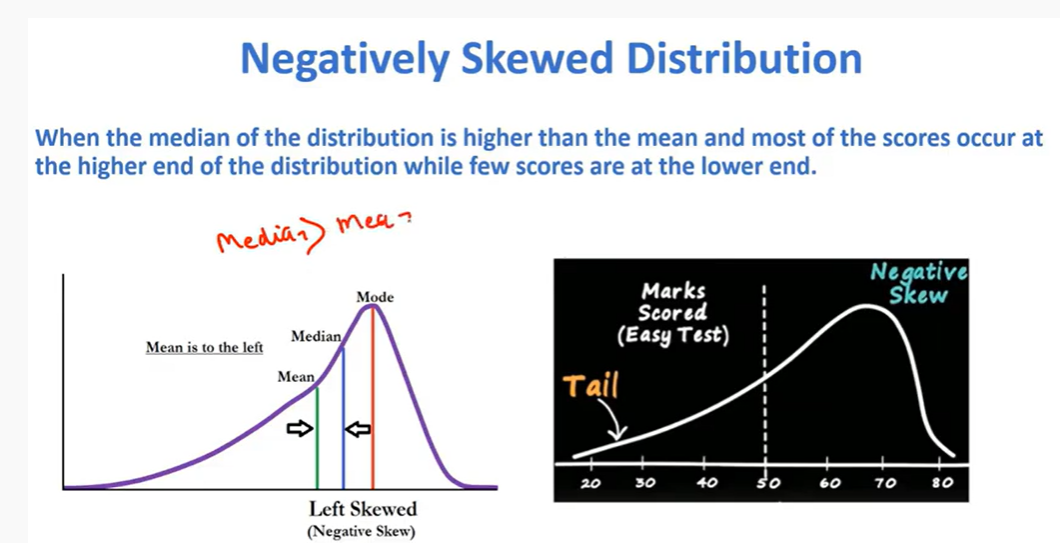 Negatively Skewed Distribution
When the median of the distribution is higher than the mean and most of the scores occur at
the higher end of the distribution while few scores are at the lower end.
Median > Mean
Mode
Median
Mean is to the left
Mean
Left Skewed
(Negative Skew)
Negative
Skew
Marks
Scored
(Easy Test)
Tail
20 30 40 50 60 70 80